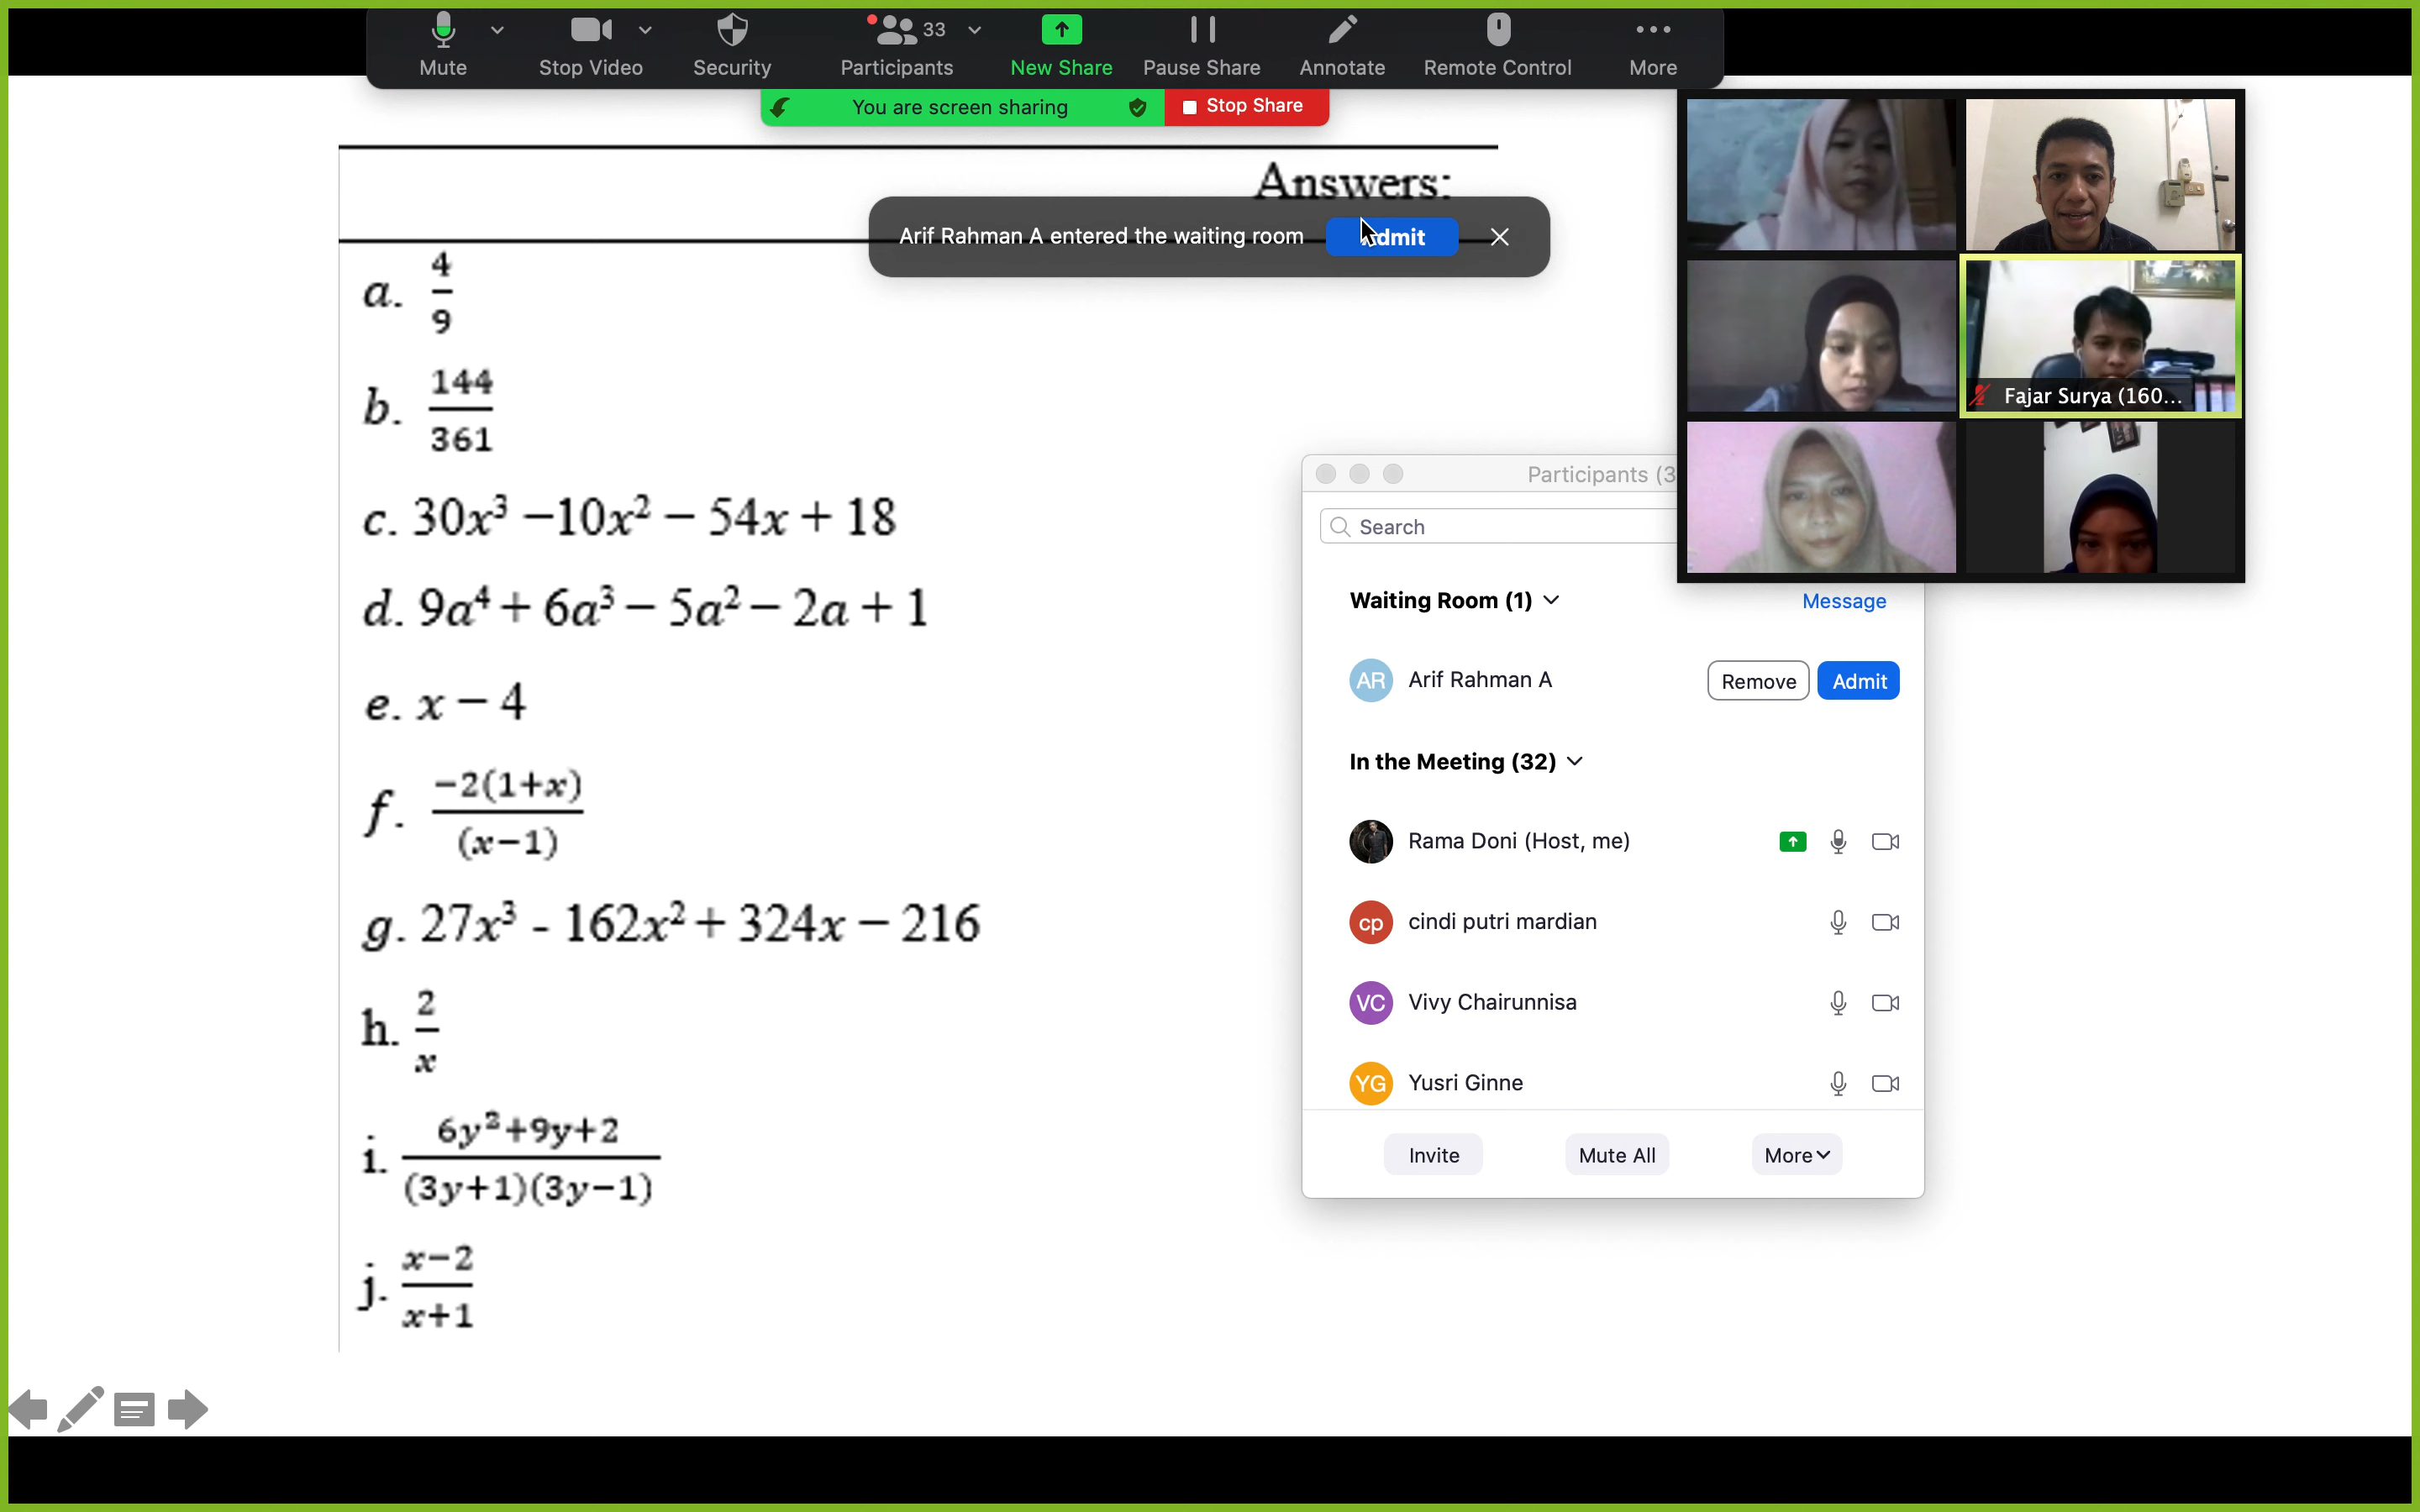 Mute
Stop Video
Security
33
Participants
New Share
Pause Share
Annotate
Remote Control
More
You are screen sharing
Stop Share
Answers:
Arif Rahman A entered the waiting room
Admit
a. 4/9
b. 144/361
c. 30x³ −10x² − 54x + 18
d. 9a⁴ + 6a³ − 5a² − 2a + 1
e. x − 4
f. −2(1+x)/(x−1)
g. 27x³ - 162x² + 324x − 216
h. 2/x
i. 6y²+9y+2/(3y+1)(3y−1)
j. x−2/x+1
Fajar Surya (160...
Participants (3
Search
Waiting Room (1)
Message
AR Arif Rahman A
Remove
Admit
In the Meeting (32)
Rama Doni (Host, me)
cp cindi putri mardian
VC Vivy Chairunnisa
YG Yusri Ginne
Invite
Mute All
More